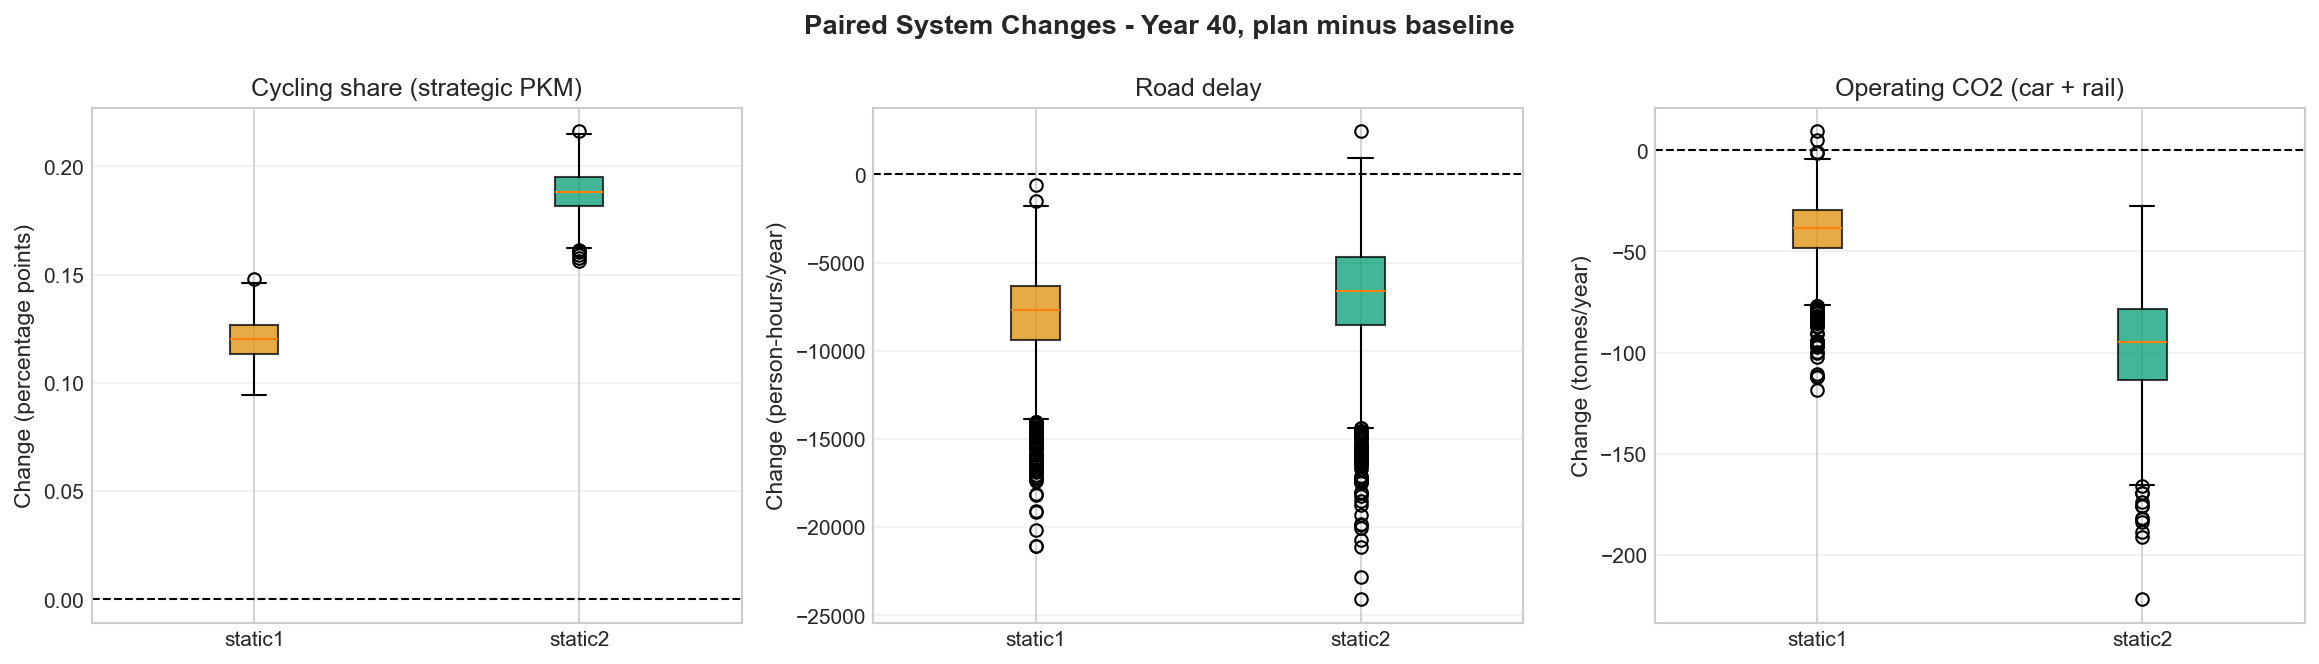 Paired System Changes - Year 40, plan minus baseline
Cycling share (strategic PKM)
Change (percentage points)
0.20
0.15
0.10
0.05
0.00
static1
static2
Road delay
Change (person-hours/year)
0
−5000
−10000
−15000
−20000
−25000
static1
static2
Operating CO2 (car + rail)
Change (tonnes/year)
0
−50
−100
−150
−200
static1
static2